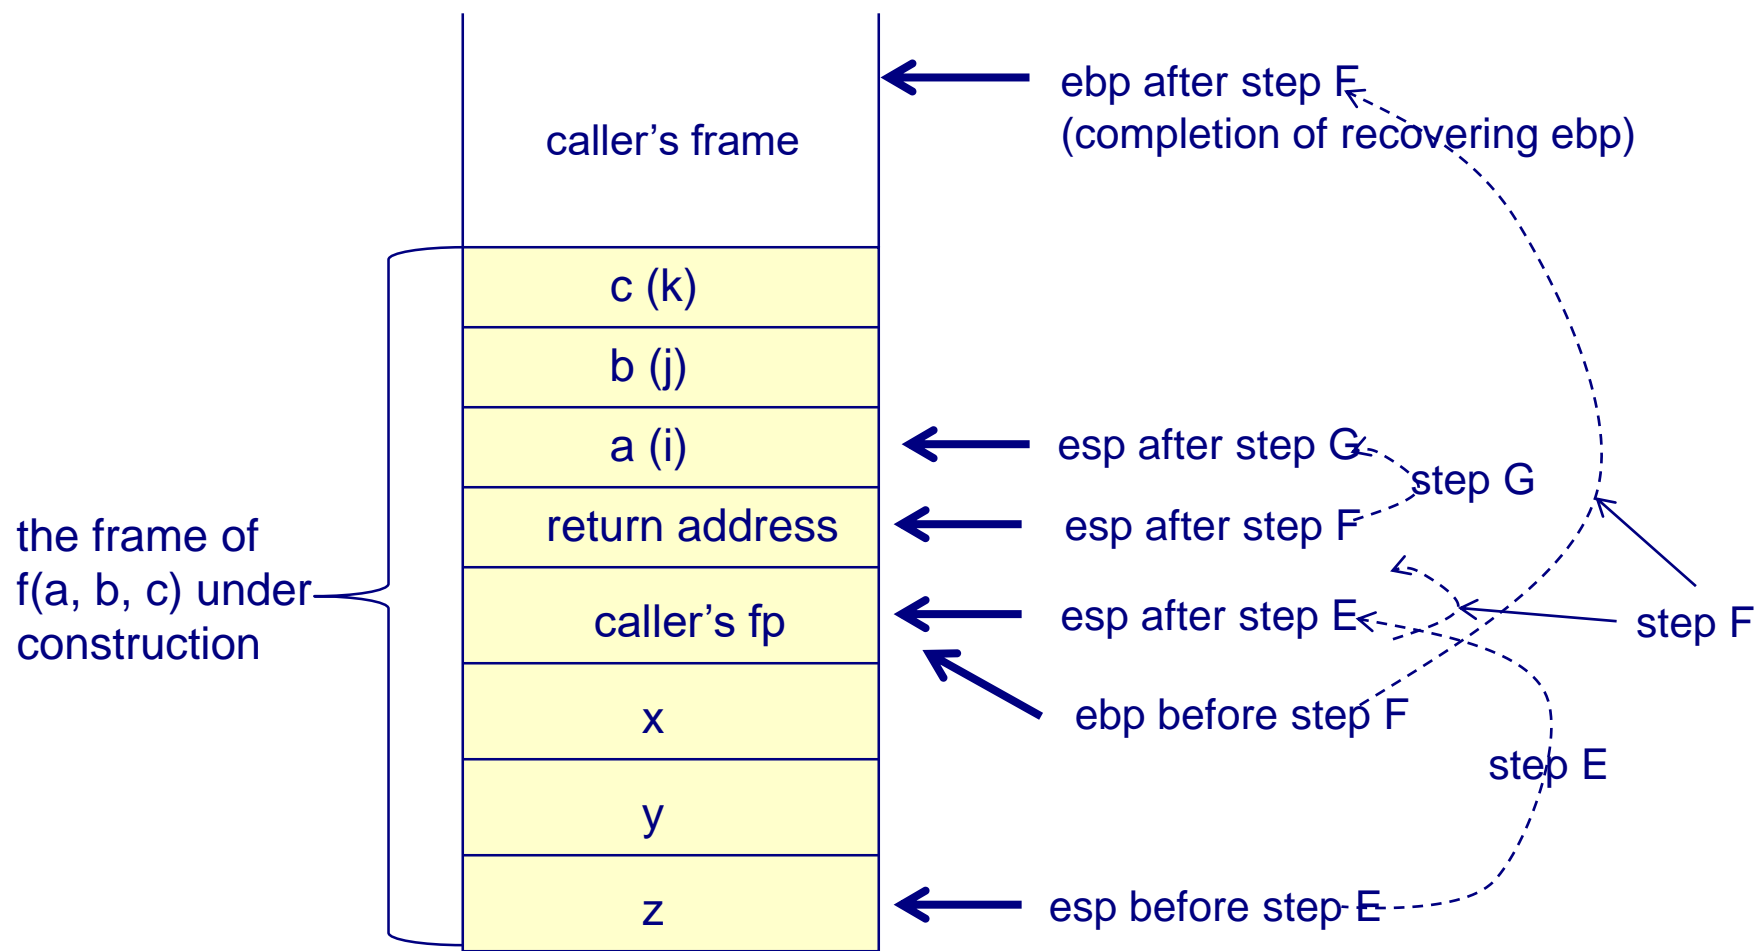 ebp after step F
(completion of recovering ebp)
caller’s frame
c (k)
b (j)
a (i)
esp after step G
step G
return address
esp after step F
the frame of
f(a, b, c) under
construction
caller’s fp
esp after step E
step F
x
ebp before step F
step E
y
z
esp before step E